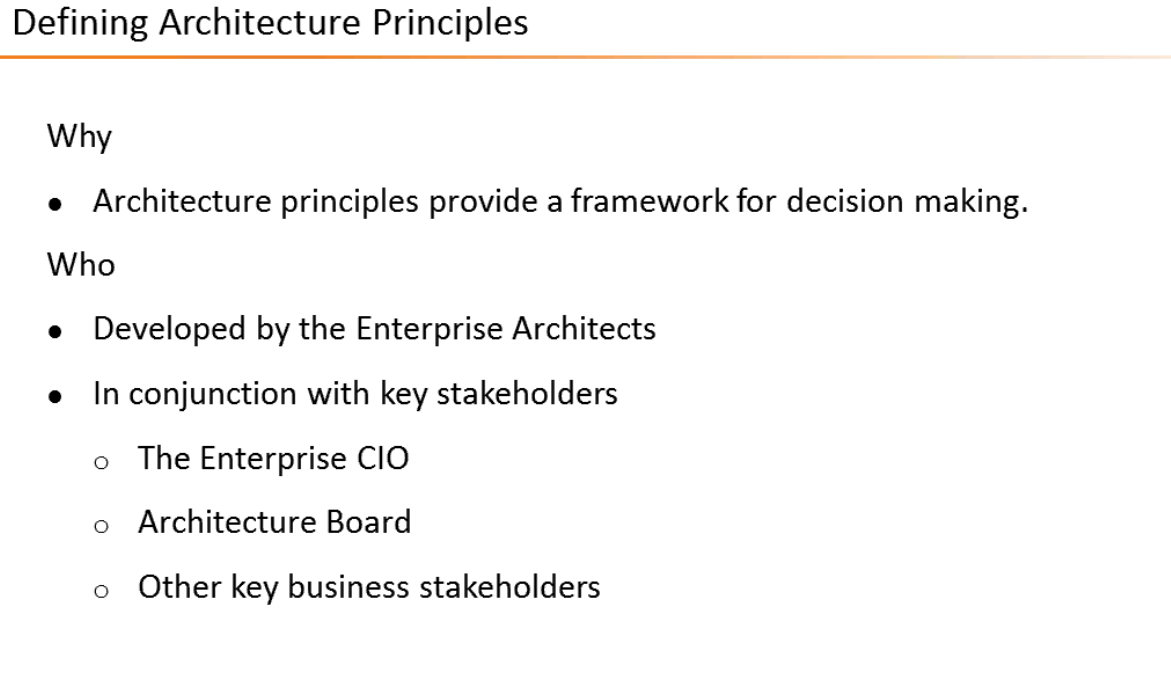 Defining Architecture Principles
Why
● Architecture principles provide a framework for decision making.
Who
● Developed by the Enterprise Architects
● In conjunction with key stakeholders
○ The Enterprise CIO
○ Architecture Board
○ Other key business stakeholders